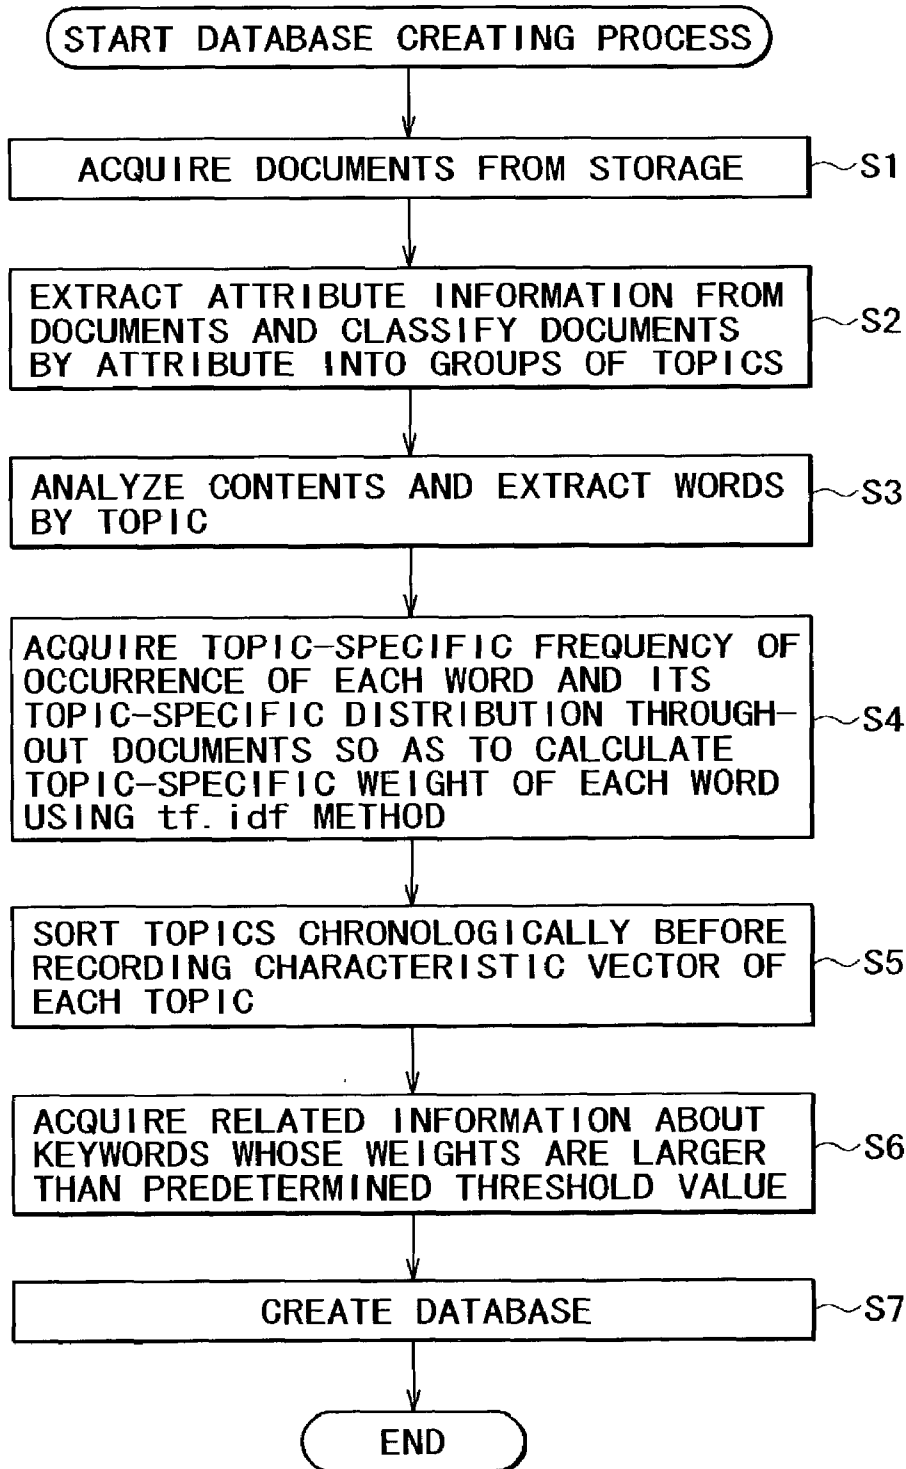 START DATABASE CREATING PROCESS
ACQUIRE DOCUMENTS FROM STORAGE
S1
EXTRACT ATTRIBUTE INFORMATION FROM
DOCUMENTS AND CLASSIFY DOCUMENTS
BY ATTRIBUTE INTO GROUPS OF TOPICS
S2
ANALYZE CONTENTS AND EXTRACT WORDS
BY TOPIC
S3
ACQUIRE TOPIC-SPECIFIC FREQUENCY OF
OCCURRENCE OF EACH WORD AND ITS
TOPIC-SPECIFIC DISTRIBUTION THROUGH-
OUT DOCUMENTS SO AS TO CALCULATE
TOPIC-SPECIFIC WEIGHT OF EACH WORD
USING tf.idf METHOD
S4
SORT TOPICS CHRONOLOGICALLY BEFORE
RECORDING CHARACTERISTIC VECTOR OF
EACH TOPIC
S5
ACQUIRE RELATED INFORMATION ABOUT
KEYWORDS WHOSE WEIGHTS ARE LARGER
THAN PREDETERMINED THRESHOLD VALUE
S6
CREATE DATABASE
S7
END